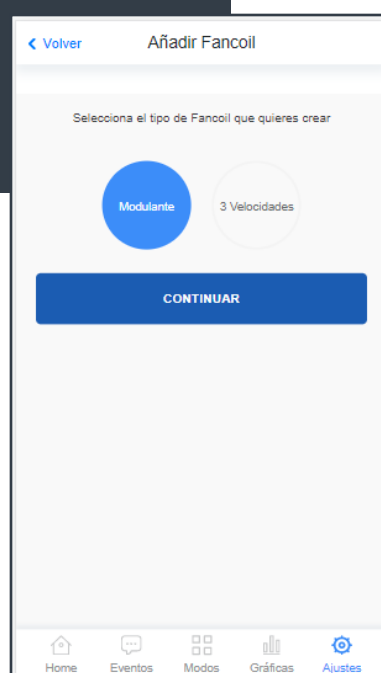 Volver
Añadir Fancoil
Selecciona el tipo de Fancoil que quieres crear
Modulante
3 Velocidades
CONTINUAR
Home
Eventos
Modos
Gráficas
Ajustes